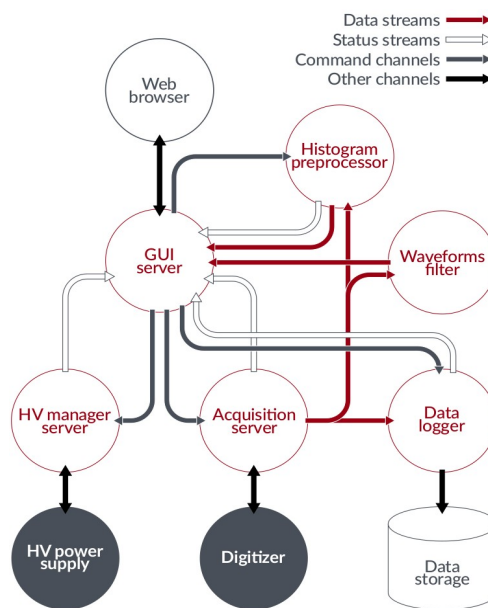 Data streams
Status streams
Command channels
Other channels
Web
browser
Histogram
preprocessor
GUI
server
Waveforms
filter
HV manager
server
Acquisition
server
Data
logger
HV power
supply
Digitizer
Data
storage